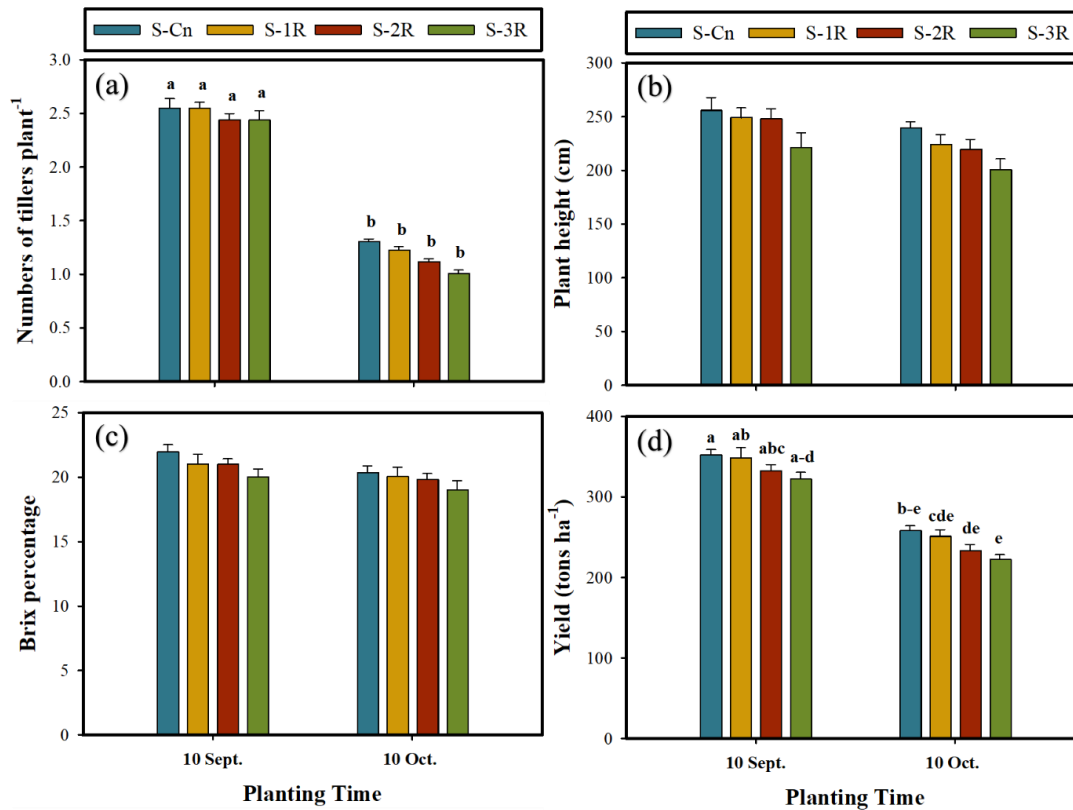 S-Cn S-1R S-2R S-3R
(a)
Numbers of tillers plant⁻¹
3.0
2.5
2.0
1.5
1.0
0.5
0.0
a a a a
b b b b
S-Cn S-1R S-2R S-3R
(b)
Plant height (cm)
300
250
200
150
100
50
0
(c)
Brix percentage
25
20
15
10
5
0
10 Sept. 10 Oct.
Planting Time
(d)
Yield (tons ha⁻¹)
400
300
200
100
0
a ab abc a-d
b-e cde de e
10 Sept. 10 Oct.
Planting Time